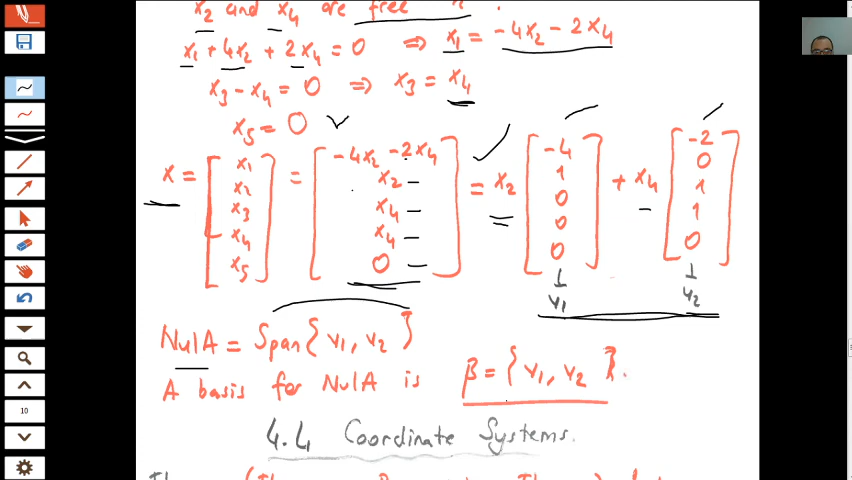 x2 and x4 are free
x1 + 4x2 + 2x4 = 0 ⇒ x1 = -4x2 - 2x4
x3 - x4 = 0 ⇒ x3 = x4
x5 = 0 ✓
x = [x1 x2 x3 x4 x5] = [-4x2 -2x4 x2 x4 x4 0] = x2 [-4 1 0 0 0] + x4 [-2 0 1 1 0]
v1 v2
NulA = Span{v1, v2}
A basis for NulA is β = {v1, v2}.
4.4 Coordinate Systems.
10